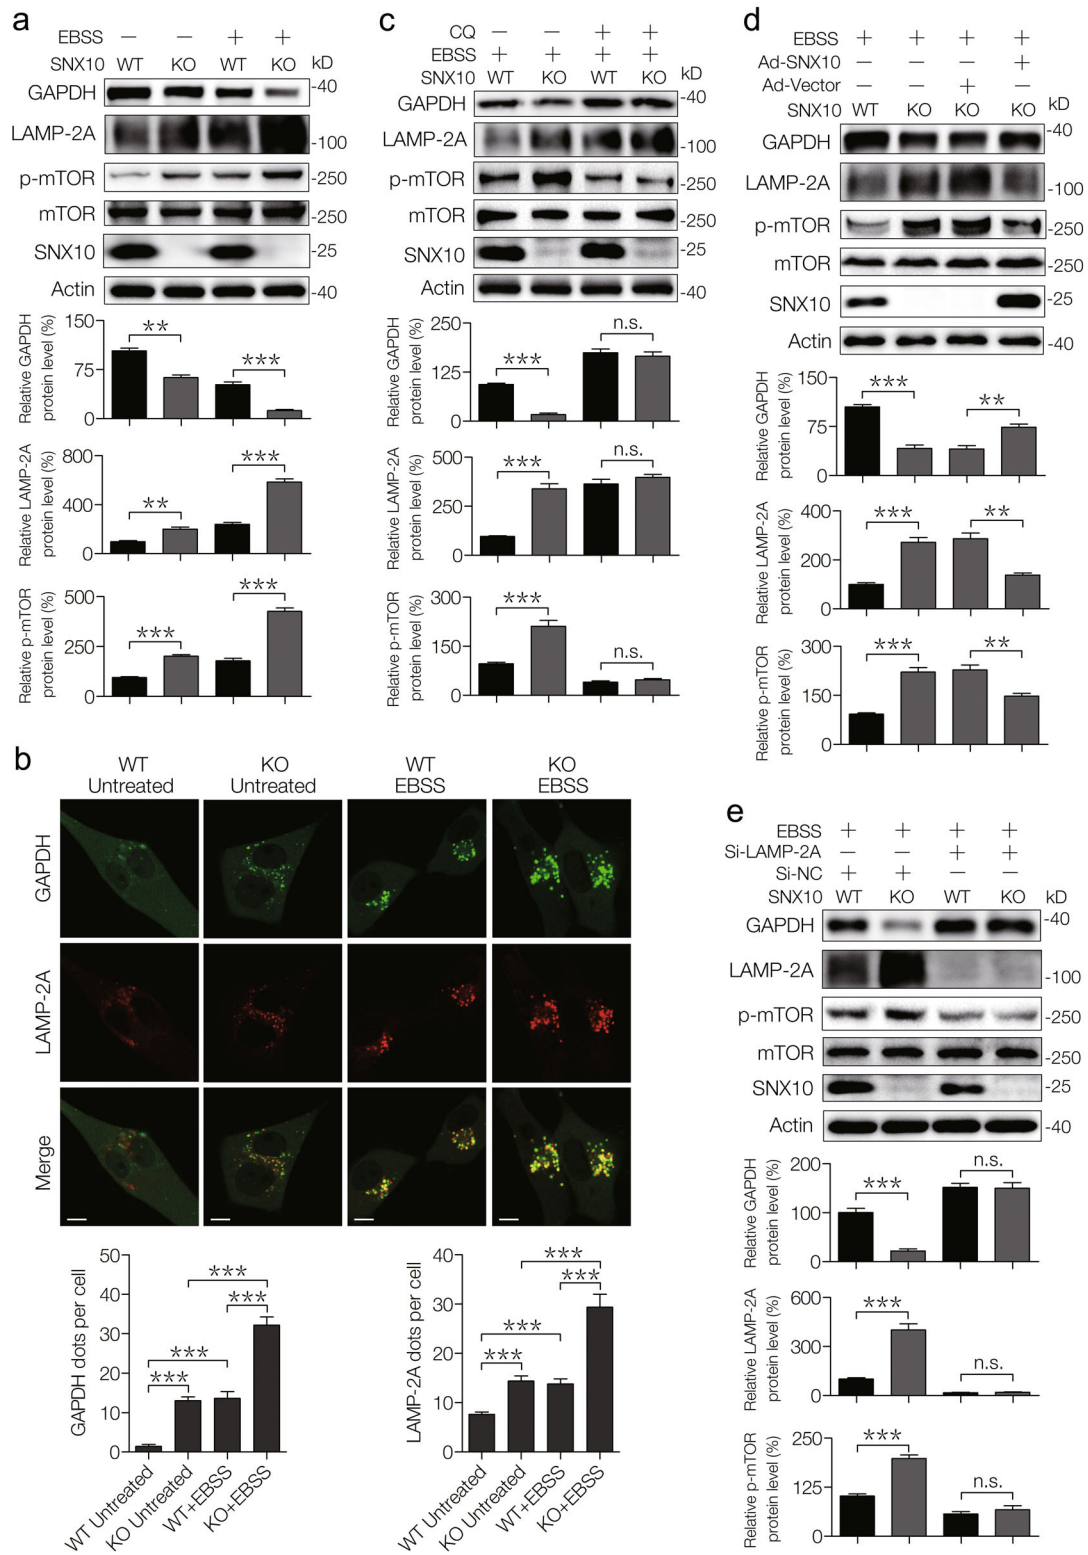 a
EBSS − − + +
SNX10 WT KO WT KO kD
GAPDH -40
LAMP-2A -100
p-mTOR -250
mTOR -250
SNX10 -25
Actin -40
Relative GAPDH
protein level (%)
150
75
0
** ***
Relative LAMP-2A
protein level (%)
800
400
0
** ***
Relative p-mTOR
protein level (%)
500
250
0
*** ***
b
WT
Untreated
KO
Untreated
WT
EBSS
KO
EBSS
GAPDH
LAMP-2A
Merge
GAPDH dots per cell
50
40
30
20
10
0
***
***
***
***
WT Untreated
KO Untreated
WT+EBSS
KO+EBSS
LAMP-2A dots per cell
40
30
20
10
0
***
***
***
***
WT Untreated
KO Untreated
WT+EBSS
KO+EBSS
c
CQ − − + +
EBSS + + + +
SNX10 WT KO WT KO kD
GAPDH -40
LAMP-2A -100
p-mTOR -250
mTOR -250
SNX10 -25
Actin -40
Relative GAPDH
protein level (%)
250
125
0
*** n.s.
Relative LAMP-2A
protein level (%)
500
250
0
*** n.s.
Relative p-mTOR
protein level (%)
300
150
0
*** n.s.
d
EBSS + + + +
Ad-SNX10 − − − +
Ad-Vector − − + −
SNX10 WT KO KO KO kD
GAPDH -40
LAMP-2A -100
p-mTOR -250
mTOR -250
SNX10 -25
Actin -40
Relative GAPDH
protein level (%)
150
75
0
*** **
Relative LAMP-2A
protein level (%)
400
200
0
*** **
Relative p-mTOR
protein level (%)
300
150
0
*** **
e
EBSS + + + +
Si-LAMP-2A − − + +
Si-NC + + − −
SNX10 WT KO WT KO kD
GAPDH -40
LAMP-2A -100
p-mTOR -250
mTOR -250
SNX10 -25
Actin -40
Relative GAPDH
protein level (%)
200
100
0
*** n.s.
Relative LAMP-2A
protein level (%)
600
300
0
*** n.s.
Relative p-mTOR
protein level (%)
250
125
0
*** n.s.